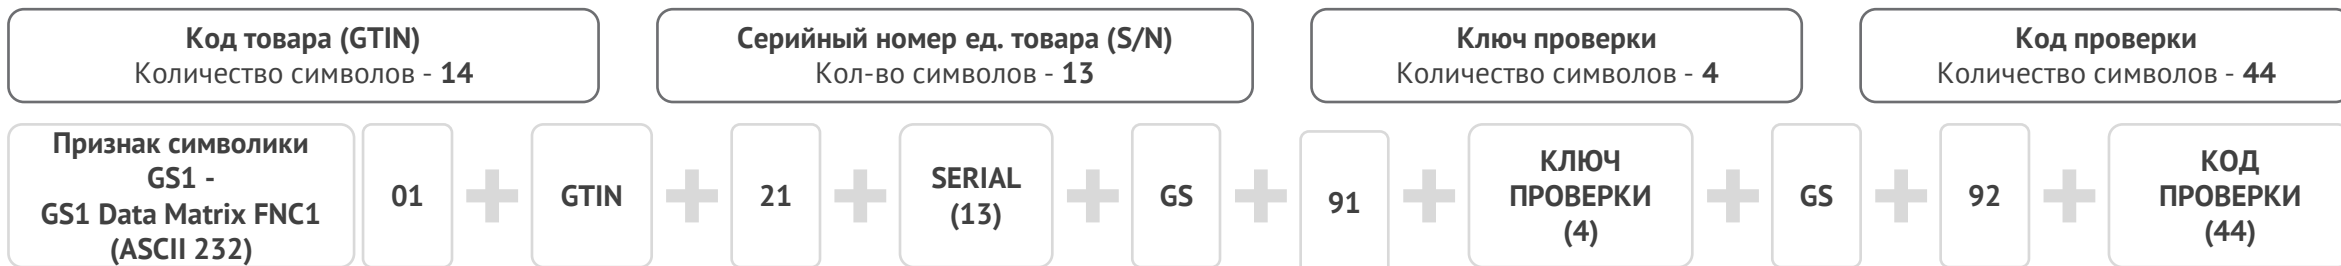 Код товара (GTIN)
Количество символов - 14
Серийный номер ед. товара (S/N)
Кол-во символов - 13
Ключ проверки
Количество символов - 4
Код проверки
Количество символов - 44
Признак символики
GS1 -
GS1 Data Matrix FNC1
(ASCII 232)
01
+
GTIN
+
21
+
SERIAL
(13)
+
GS
+
91
+
КЛЮЧ
ПРОВЕРКИ
(4)
+
GS
+
92
+
КОД
ПРОВЕРКИ
(44)